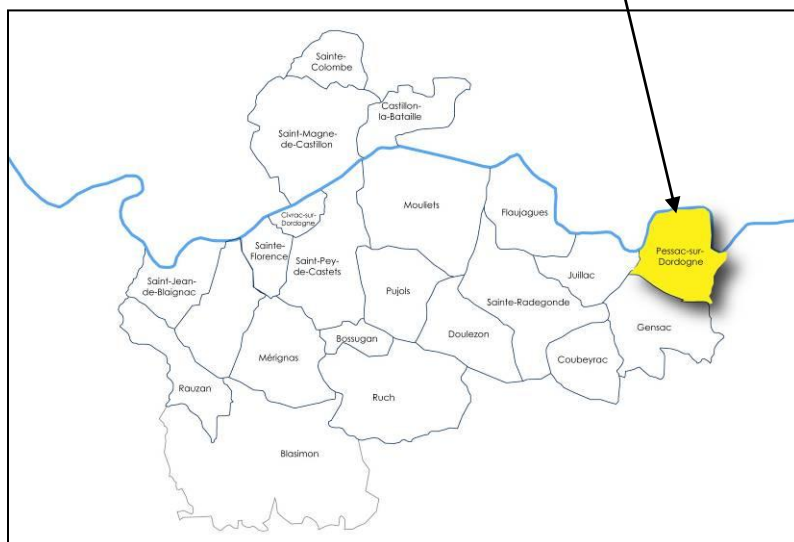 Sainte-
Colombe
Castillon-
la-Bataille
Saint-Magne-
de-Castillon
Mouliets
Flaujagues
Civrac-sur-
Dordogne
Sainte-
Florence
Saint-Pey-
de-Castets
Pessac-sur-
Dordogne
Saint-Jean-
de-Blaignac
Pujols
Juillac
Sainte-Radegonde
Gensac
Bossugan
Doulezon
Mérignas
Coubeyrac
Rauzan
Ruch
Blasimon